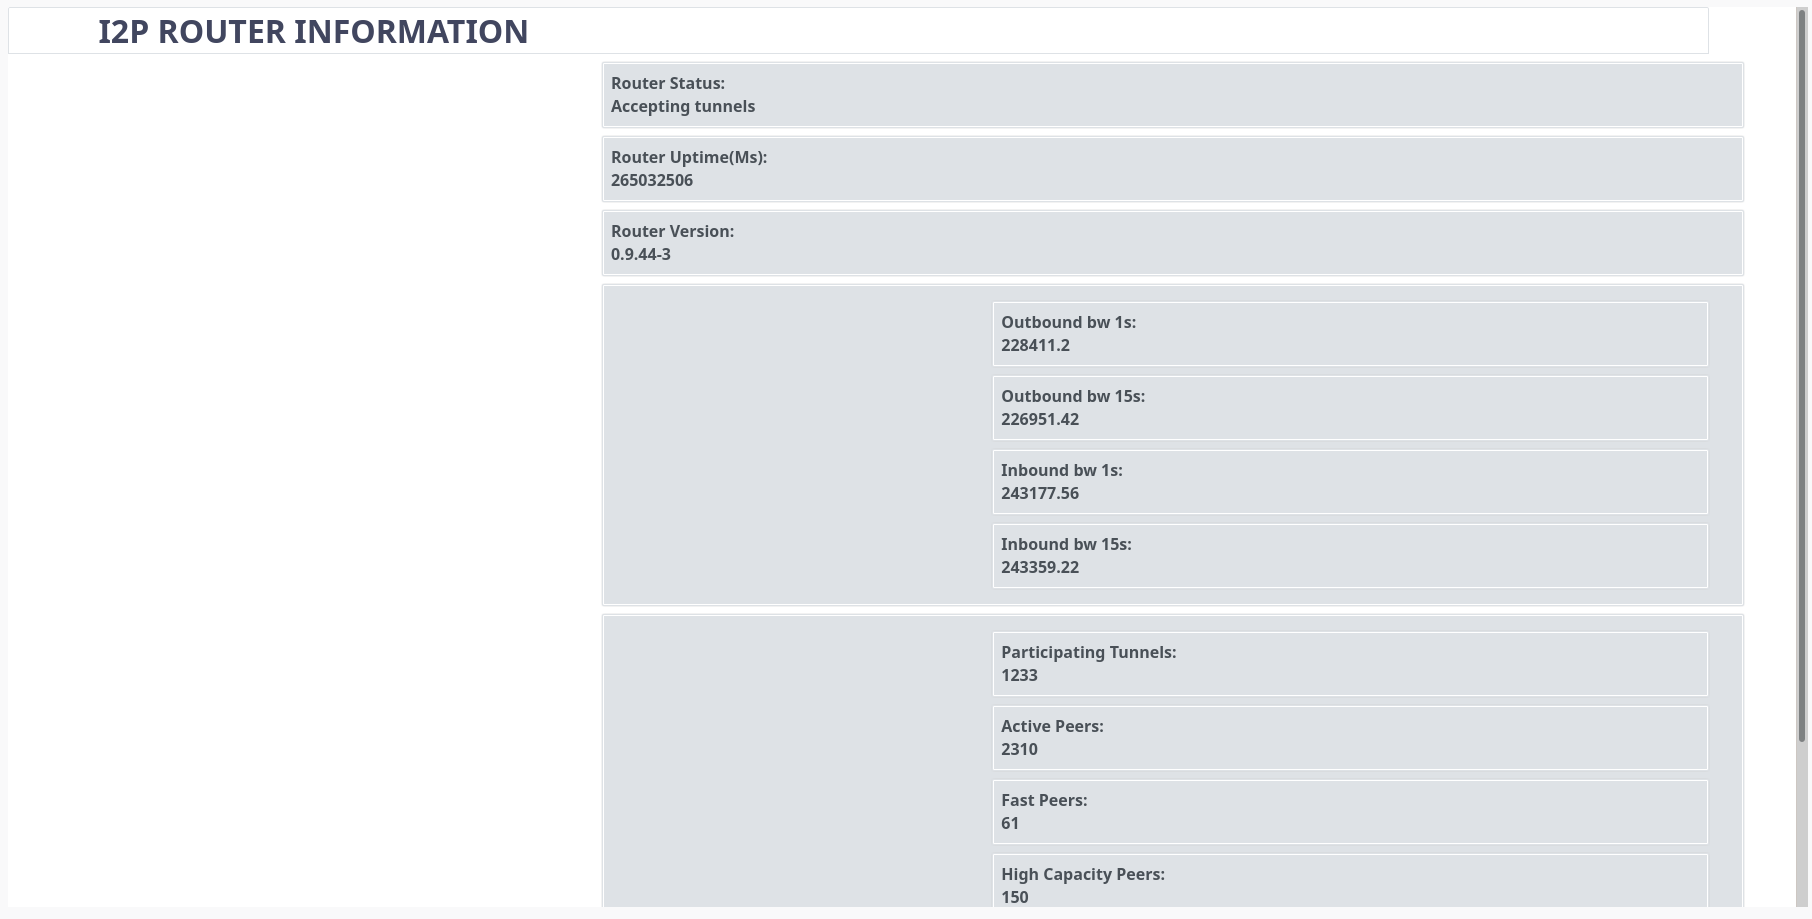 I2P ROUTER INFORMATION
Router Status:
Accepting tunnels
Router Uptime(Ms):
265032506
Router Version:
0.9.44-3
Outbound bw 1s:
228411.2
Outbound bw 15s:
226951.42
Inbound bw 1s:
243177.56
Inbound bw 15s:
243359.22
Participating Tunnels:
1233
Active Peers:
2310
Fast Peers:
61
High Capacity Peers:
150